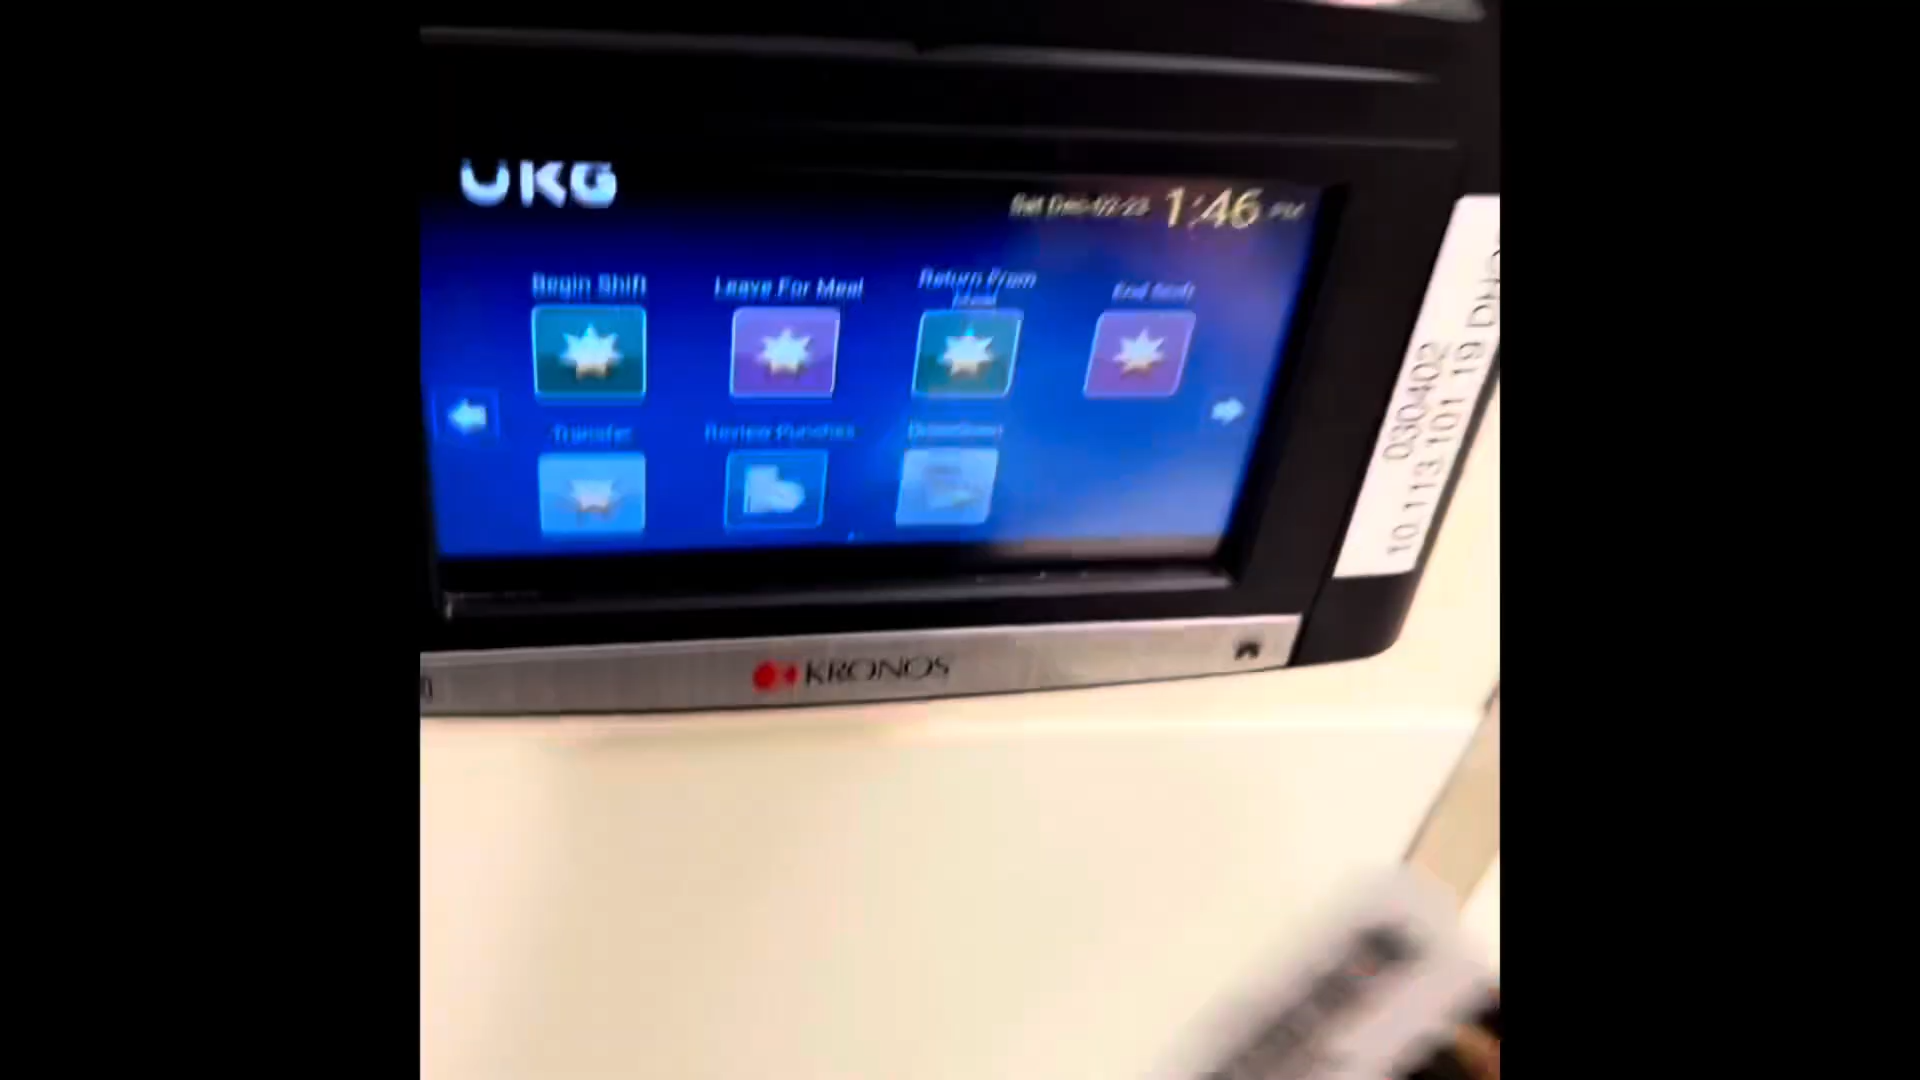 UKG
Sat Dec 02-23 1:46 PM
Begin Shift
Leave For Meal
Return From
Meal
End Shift
Transfer
Review Punches
KRONOS
030402
10.113.101.19